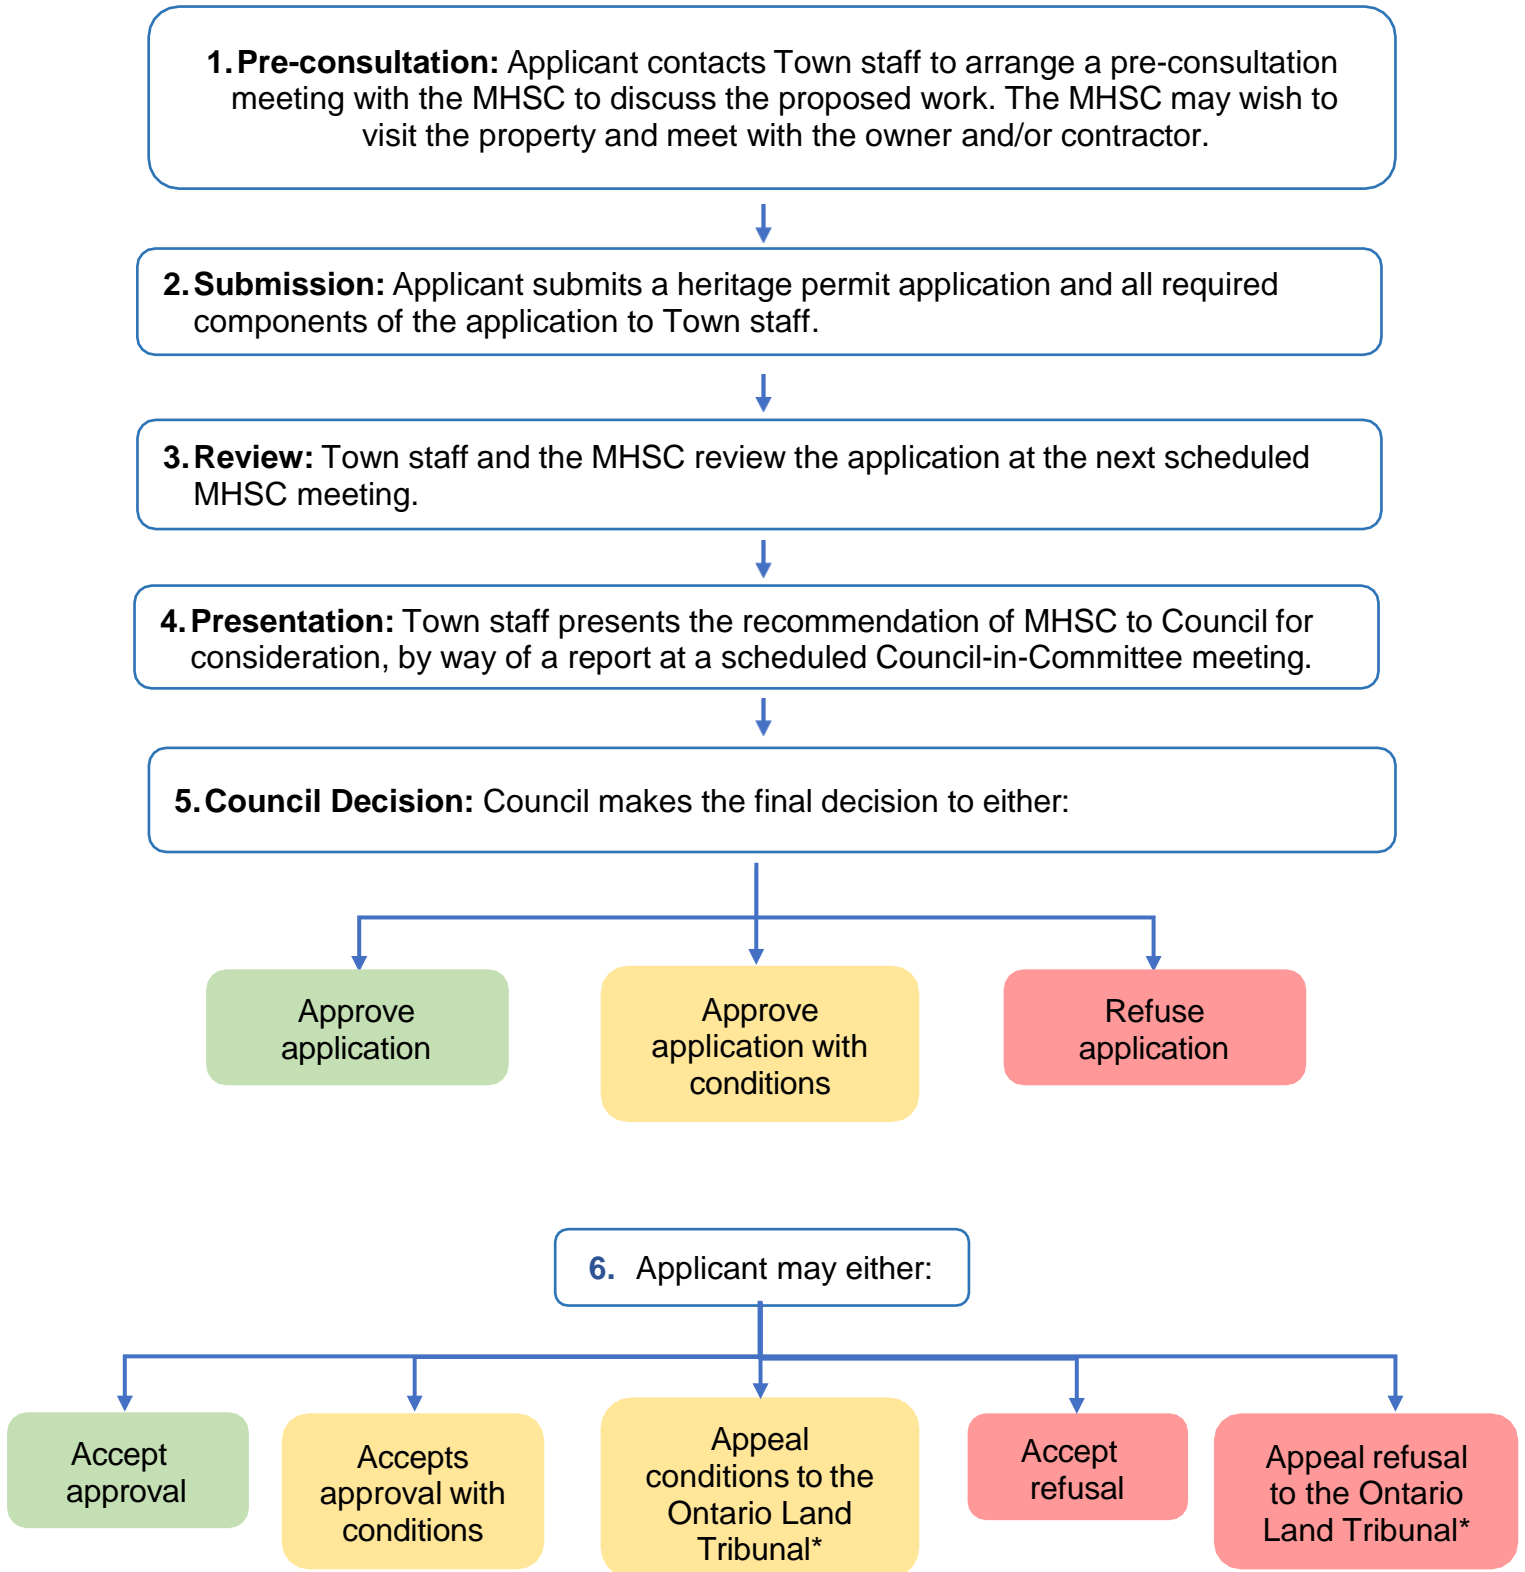 1. Pre-consultation: Applicant contacts Town staff to arrange a pre-consultation
meeting with the MHSC to discuss the proposed work. The MHSC may wish to
visit the property and meet with the owner and/or contractor.
2. Submission: Applicant submits a heritage permit application and all required
components of the application to Town staff.
3. Review: Town staff and the MHSC review the application at the next scheduled
MHSC meeting.
4. Presentation: Town staff presents the recommendation of MHSC to Council for
consideration, by way of a report at a scheduled Council-in-Committee meeting.
5. Council Decision: Council makes the final decision to either:
Approve
application
Approve
application with
conditions
Refuse
application
6. Applicant may either:
Accept
approval
Accepts
approval with
conditions
Appeal
conditions to the
Ontario Land
Tribunal*
Accept
refusal
Appeal refusal
to the Ontario
Land Tribunal*